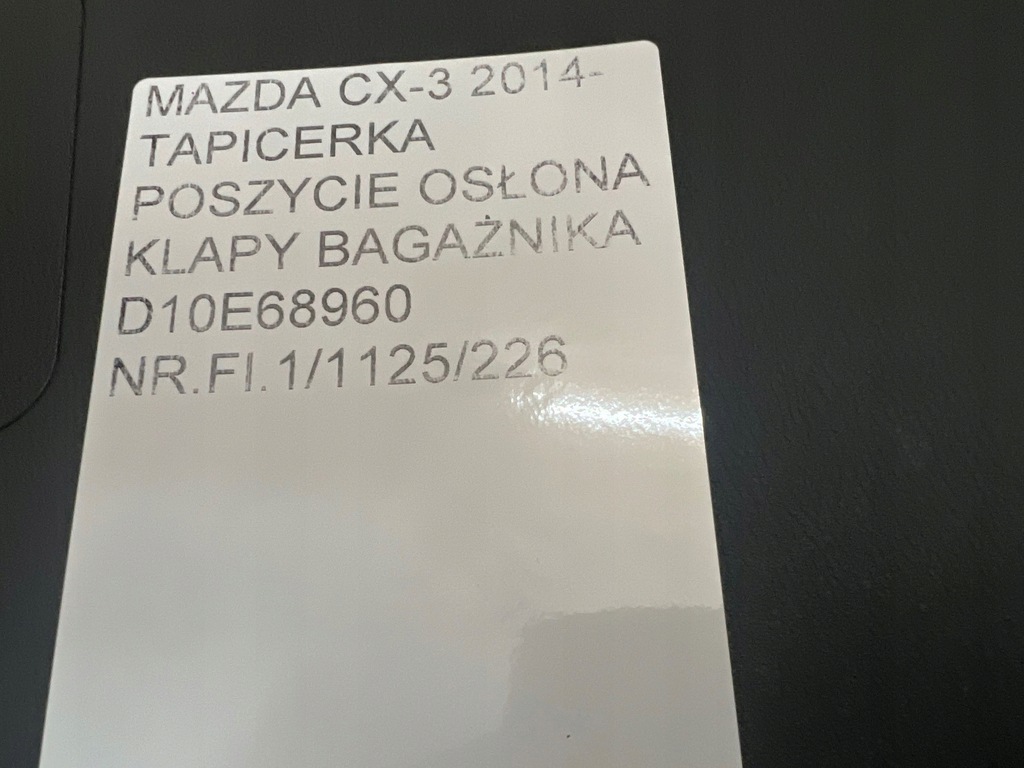 MAZDA CX-3 2014-
TAPICERKA
POSZYCIE OSŁONA
KLAPY BAGAŻNIKA
D10E68960
NR.FI.1/1125/226